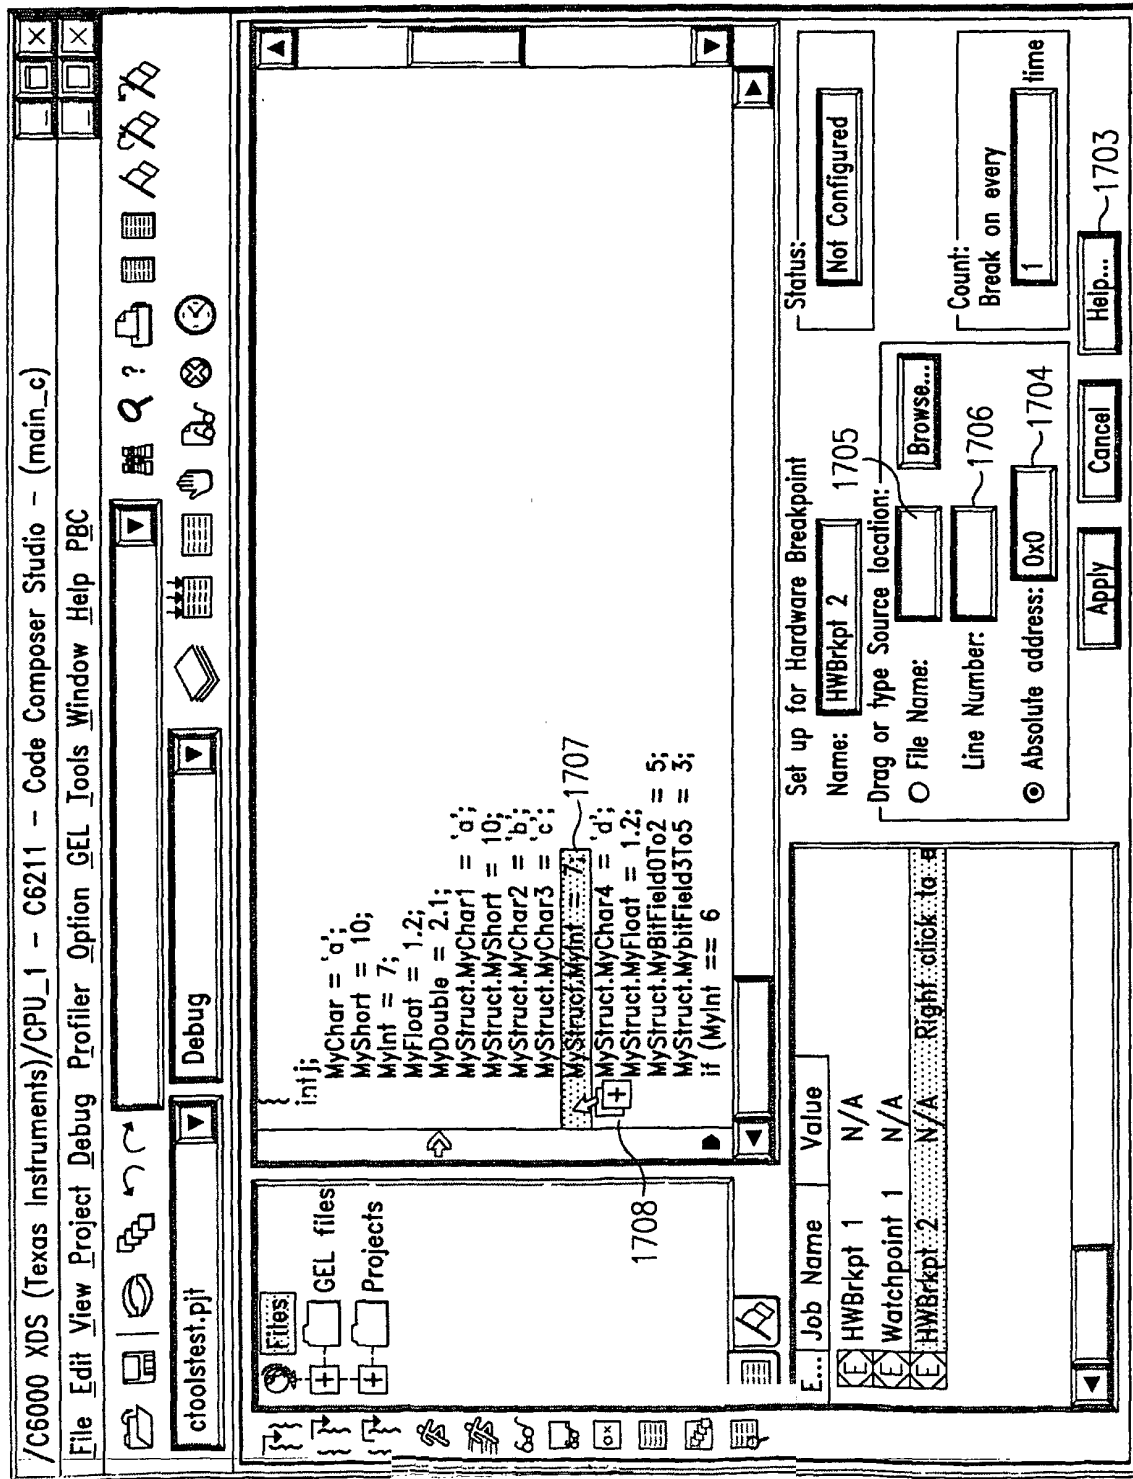 /C6000 XDS (Texas Instruments)/CPU_1 - C6211 - Code Composer Studio - (main_c)
File Edit View Project Debug Profiler Option GEL Tools Window Help PBC
?
ctoolstest.pjt
Debug
Files
GEL files
Projects
int j;
MyChar = 'a';
MyShort = 10;
MyInt = 7;
MyFloat = 1.2;
MyDouble = 2.1;
MyStruct.MyChar1 = 'a';
MyStruct.MyShort = 10;
MyStruct.MyChar2 = 'b';
MyStruct.MyChar3 = 'c';
MyStruct.MyInt = 7;
MyStruct.MyChar4 = 'd';
MyStruct.MyFloat = 1.2;
MyStruct.MyBitField0To2 = 5;
MyStruct.MybitField3To5 = 3;
if (MyInt == 6
1707
1708
E... Job Name Value
E HWBrkpt 1 N/A
E Watchpoint 1 N/A
E HWBrkpt 2 N/A Right click to e
Set up for Hardware Breakpoint
Name: HWBrkpt 2
1705
Drag or type Source location:
File Name:
Browse...
Line Number:
1706
Absolute address: 0x0
1704
Status:
Not Configured
Count:
Break on every
1 time
Apply
Cancel
Help...
1703